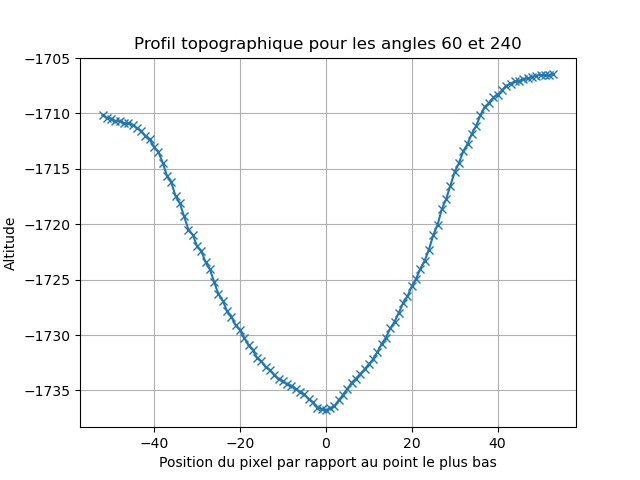 Profil topographique pour les angles 60 et 240
−1705
−1710
−1715
−1720
−1725
−1730
−1735
Altitude
−40 −20 0 20 40
Position du pixel par rapport au point le plus bas